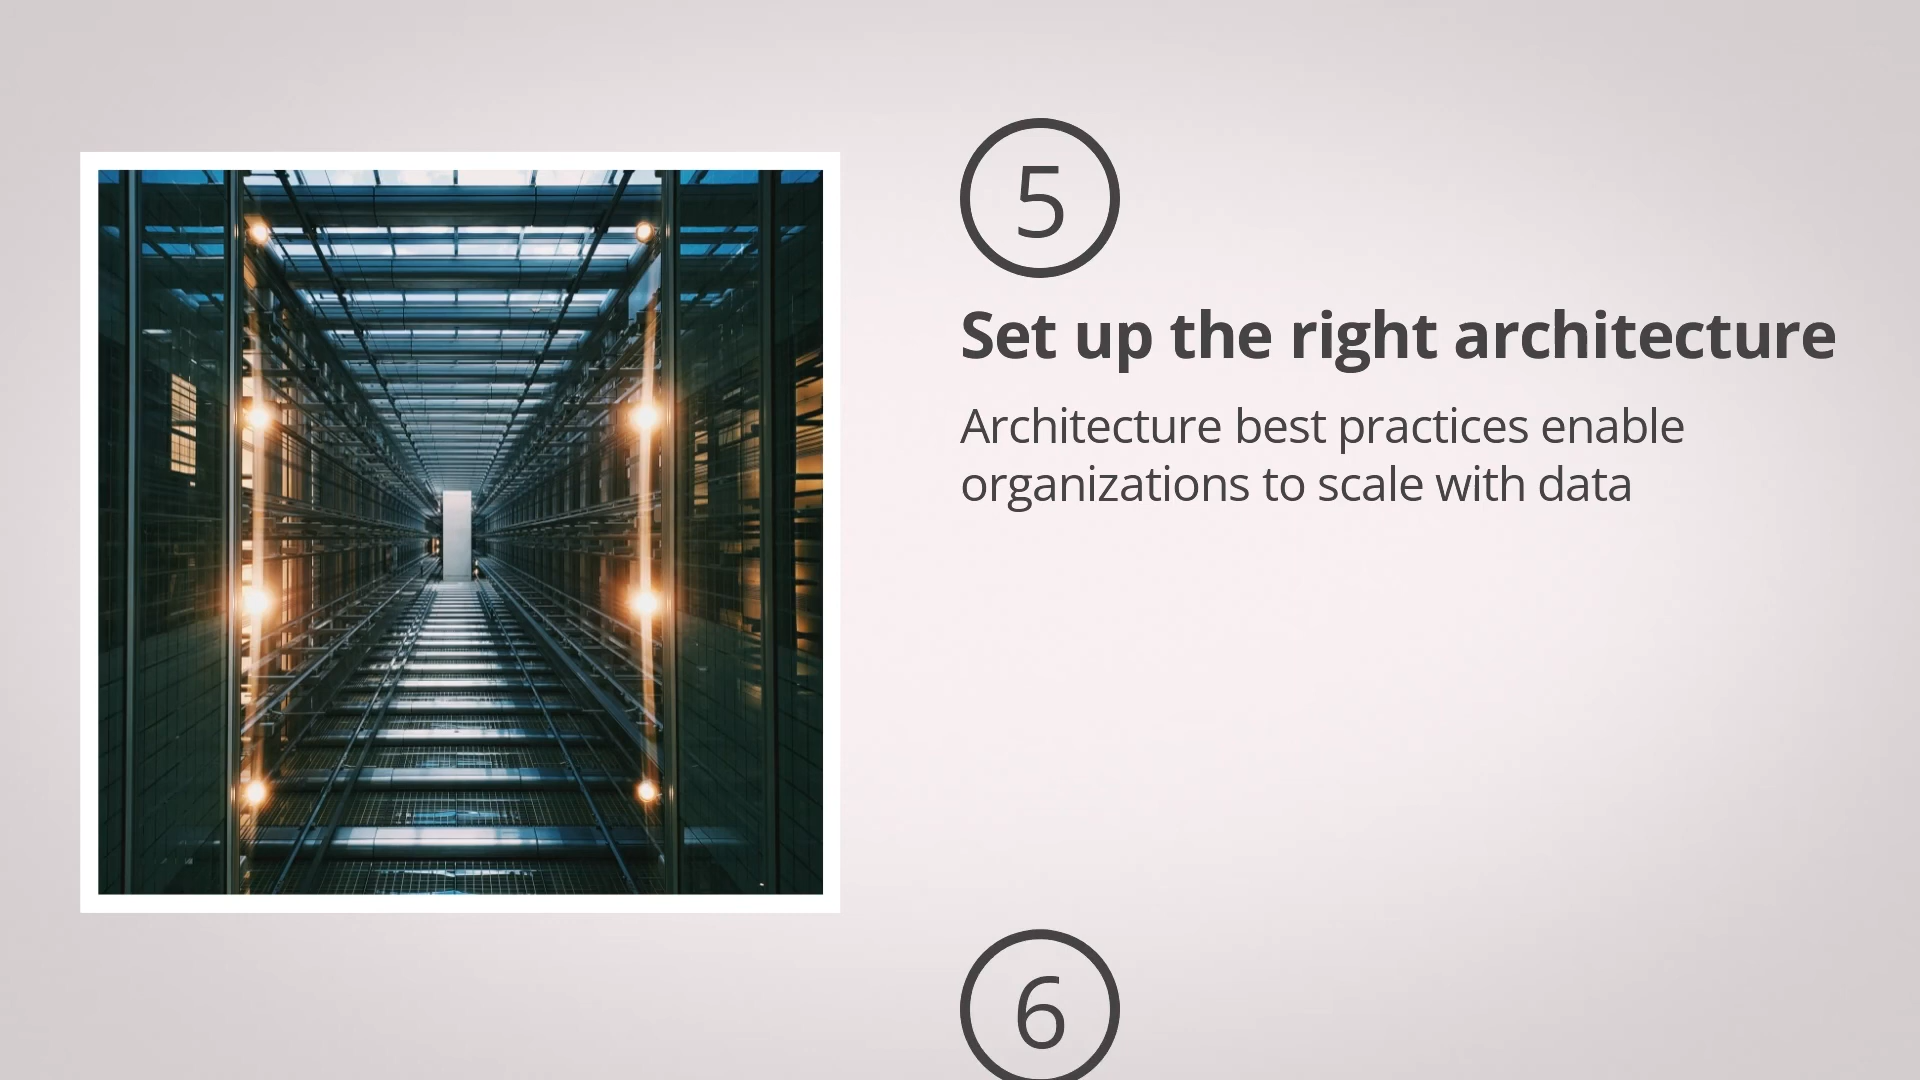 5
Set up the right architecture
Architecture best practices enable
organizations to scale with data
6